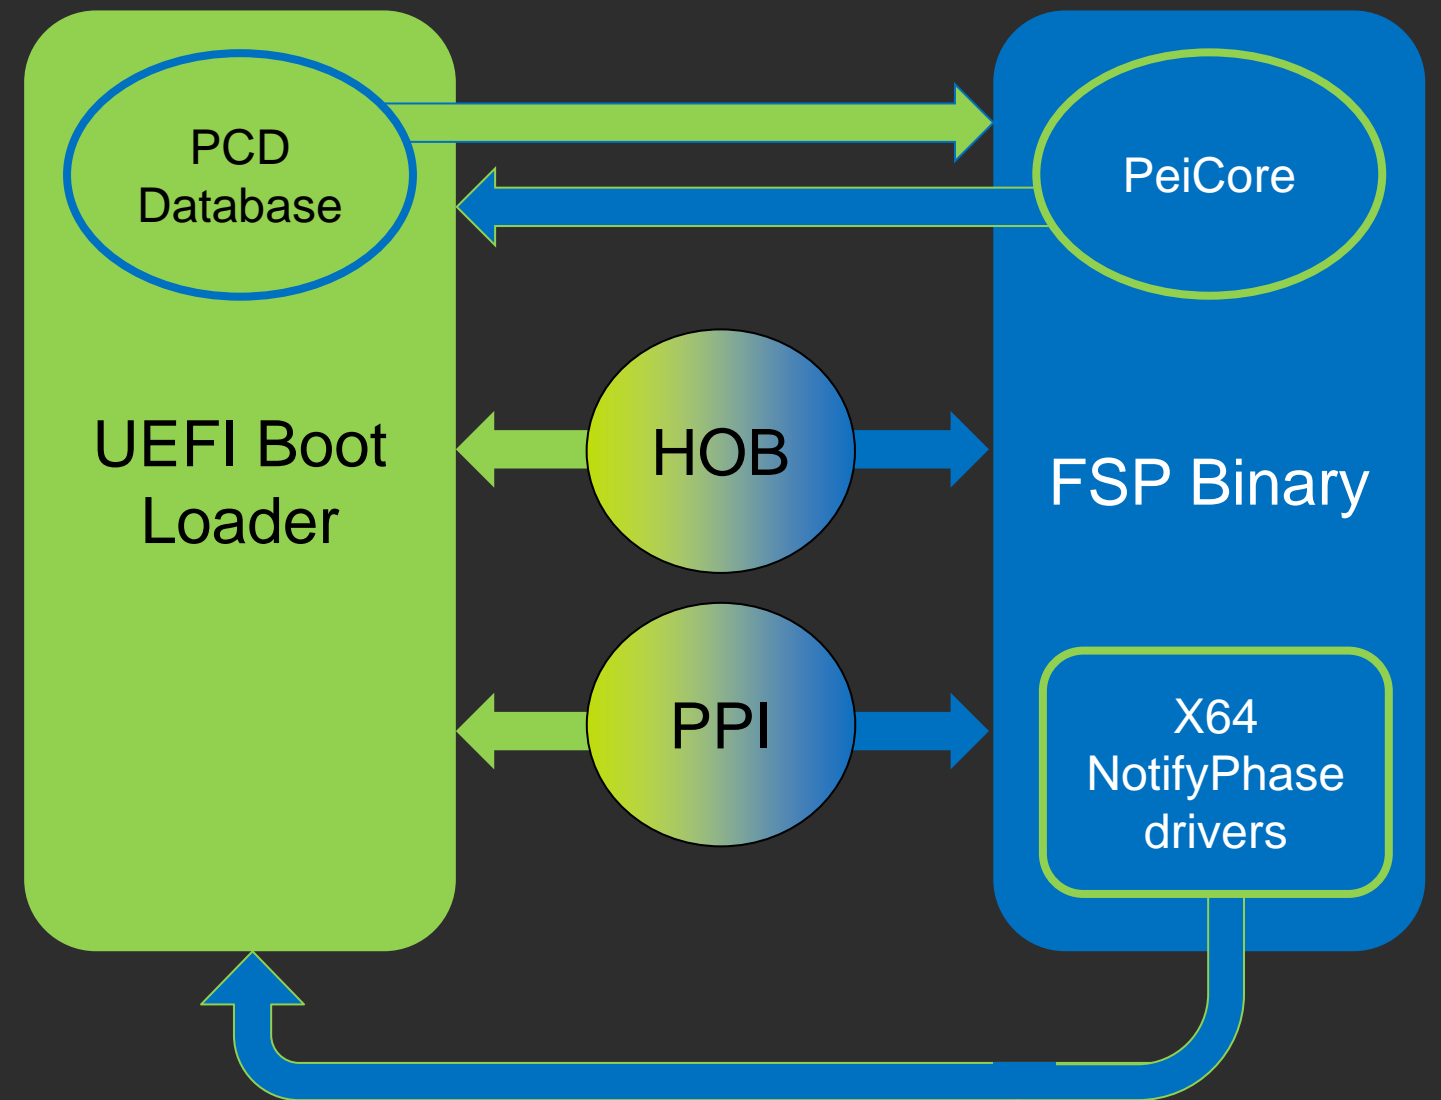 PCD
Database
PeiCore
UEFI Boot
Loader
HOB
FSP Binary
PPI
X64
NotifyPhase
drivers